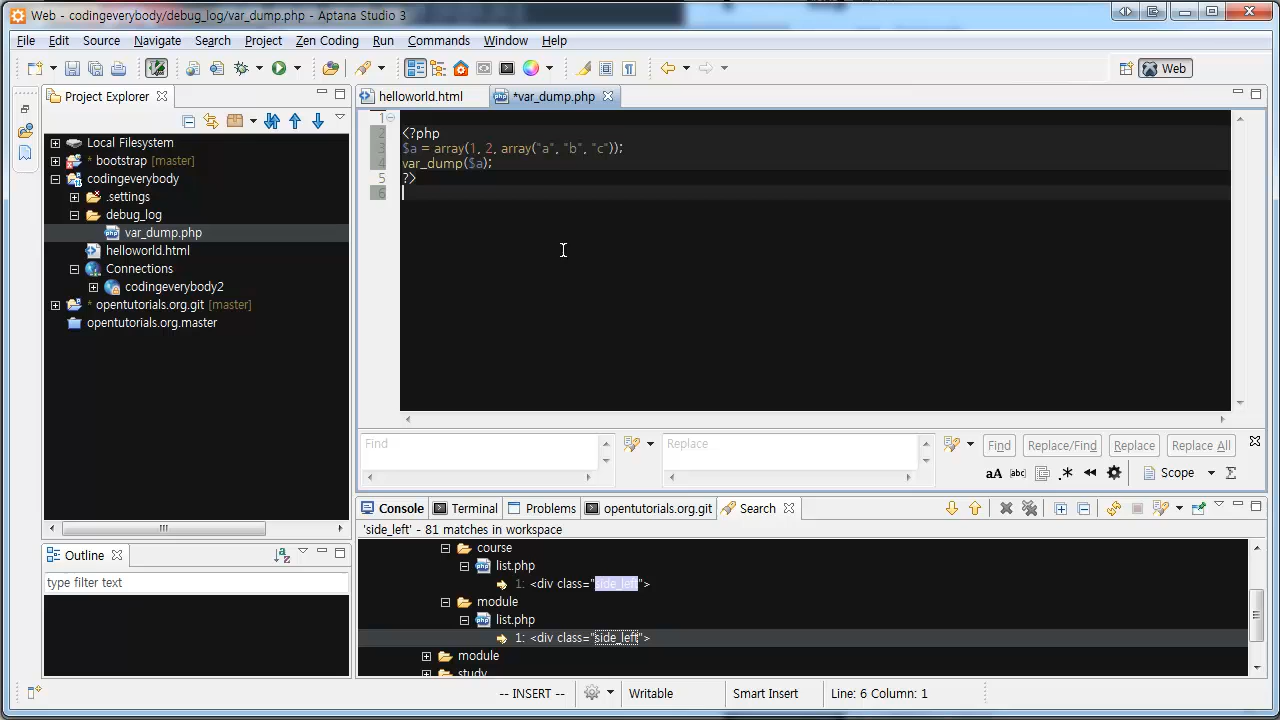 Web - codingeverybody/debug_log/var_dump.php - Aptana Studio 3
File Edit Source Navigate Search Project Zen Coding Run Commands Window Help
Web
Project Explorer
Local Filesystem
* bootstrap [master]
codingeverybody
.settings
debug_log
var_dump.php
helloworld.html
Connections
codingeverybody2
* opentutorials.org.git [master]
opentutorials.org.master
Outline
type filter text
helloworld.html *var_dump.php
1
2 <?php
3 $a = array(1, 2, array("a", "b", "c"));
4 var_dump($a);
5 ?>
6
Find Replace Find Replace/Find Replace Replace All
aA abc .* Scope Σ
Console Terminal Problems opentutorials.org.git Search
'side_left' - 81 matches in workspace
course
list.php
1: <div class="side_left">
module
list.php
1: <div class="side_left">
module
study
-- INSERT -- Writable Smart Insert Line: 6 Column: 1